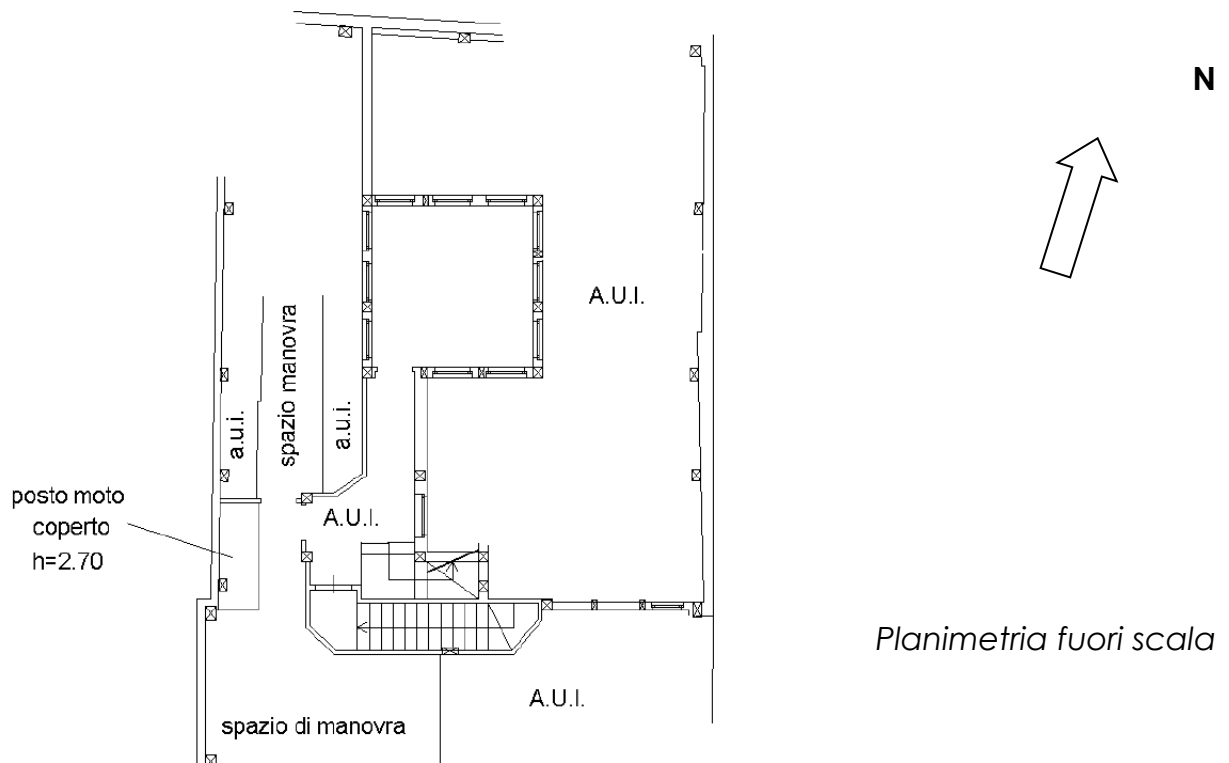 N
A.U.I.
spazio manovra
a.u.i.
a.u.i.
posto moto
coperto
h=2.70
A.U.I.
Planimetria fuori scala
A.U.I.
spazio di manovra